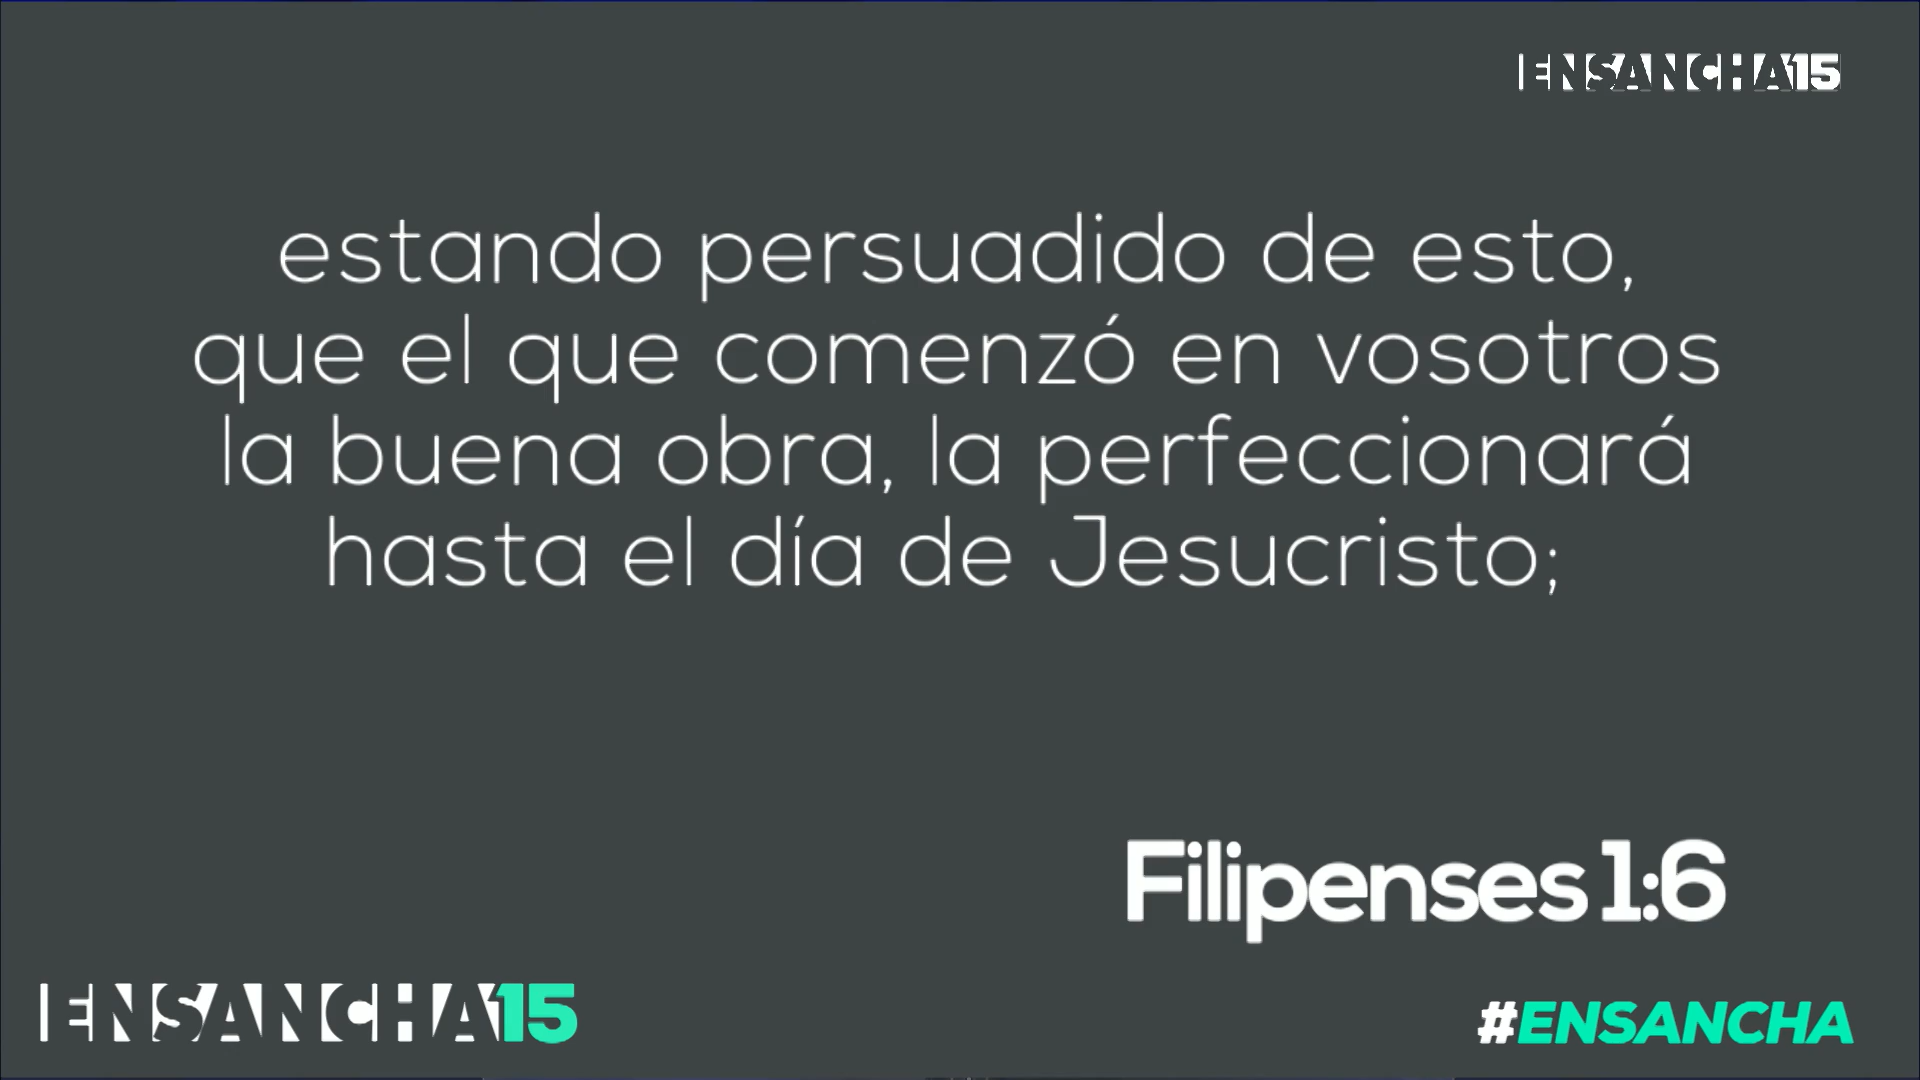 ENSANCHA15
estando persuadido de esto,
que el que comenzó en vosotros
la buena obra, la perfeccionará
hasta el día de Jesucristo;
Filipenses 1:6
ENSANCHA15
#ENSANCHA